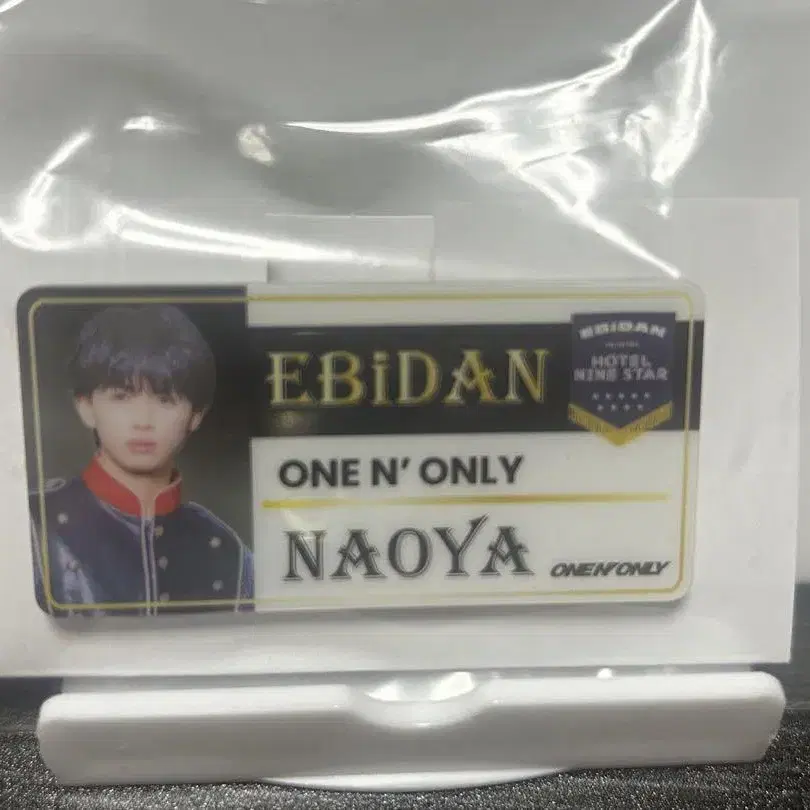 EBiDAN
EBiDAN
HOTEL
NINE STAR
ONE N' ONLY
NAOYA
ONE N' ONLY